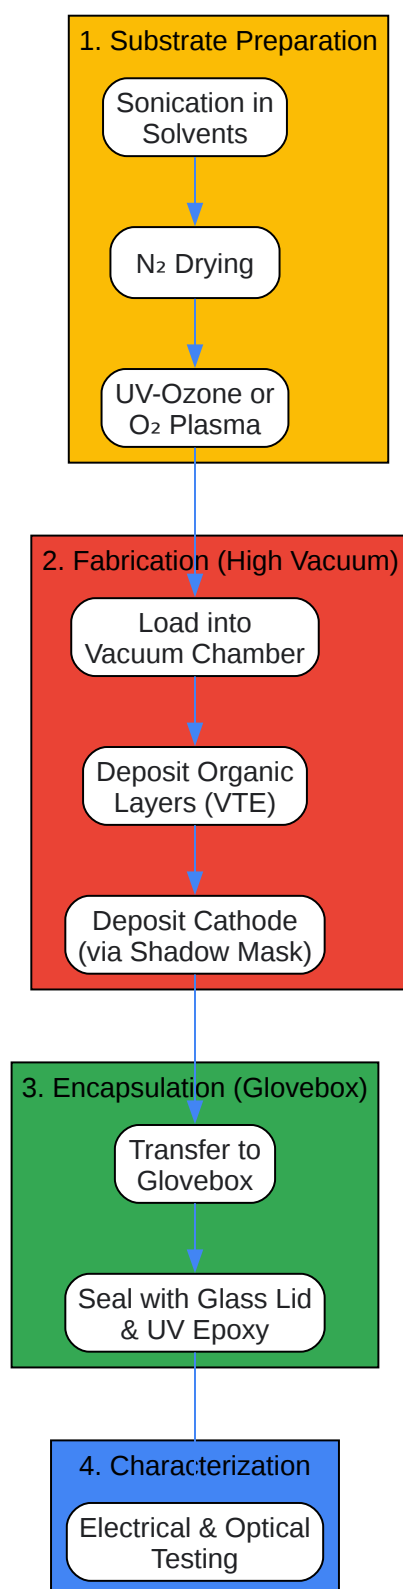 1. Substrate Preparation
Sonication in
Solvents
N₂ Drying
UV-Ozone or
O₂ Plasma
2. Fabrication (High Vacuum)
Load into
Vacuum Chamber
Deposit Organic
Layers (VTE)
Deposit Cathode
(via Shadow Mask)
3. Encapsulation (Glovebox)
Transfer to
Glovebox
Seal with Glass Lid
& UV Epoxy
4. Characterization
Electrical & Optical
Testing